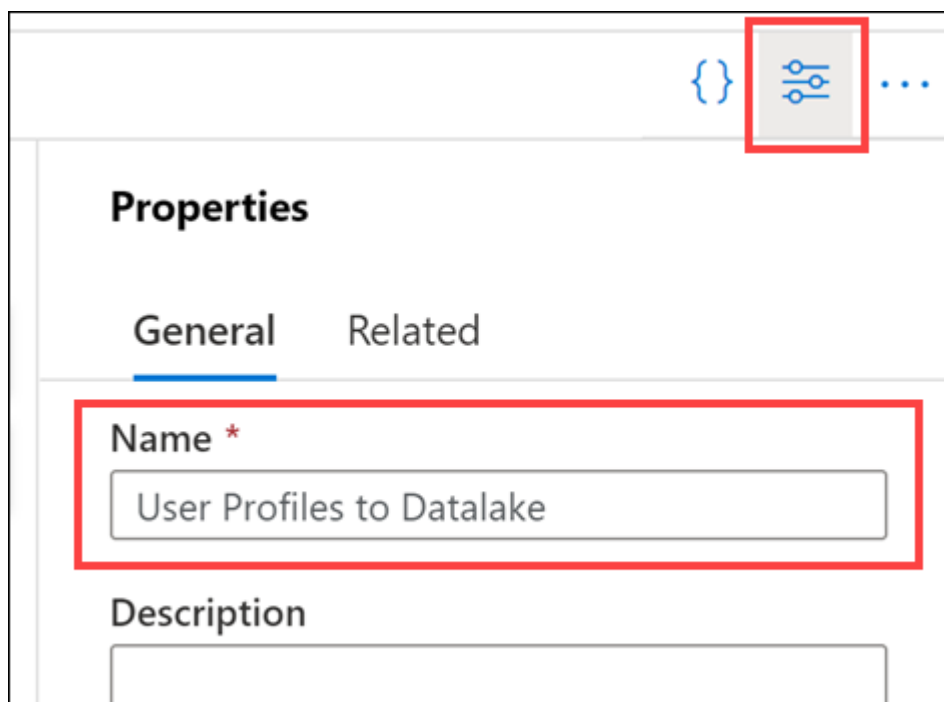 {} ...
Properties
General Related
Name *
User Profiles to Datalake
Description